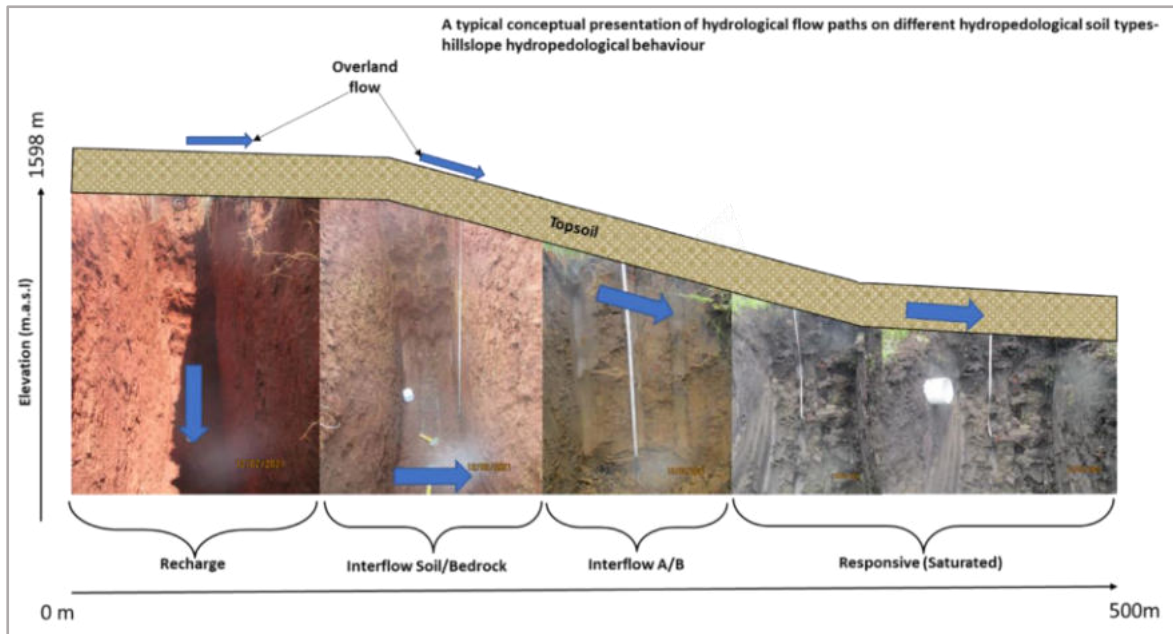 A typical conceptual presentation of hydrological flow paths on different hydropedological soil types-
hillslope hydropedological behaviour
Overland
flow
1598 m
Elevation (m.a.s.l)
Topsoil
Recharge
Interflow Soil/Bedrock
Interflow A/B
Responsive (Saturated)
0 m
500m